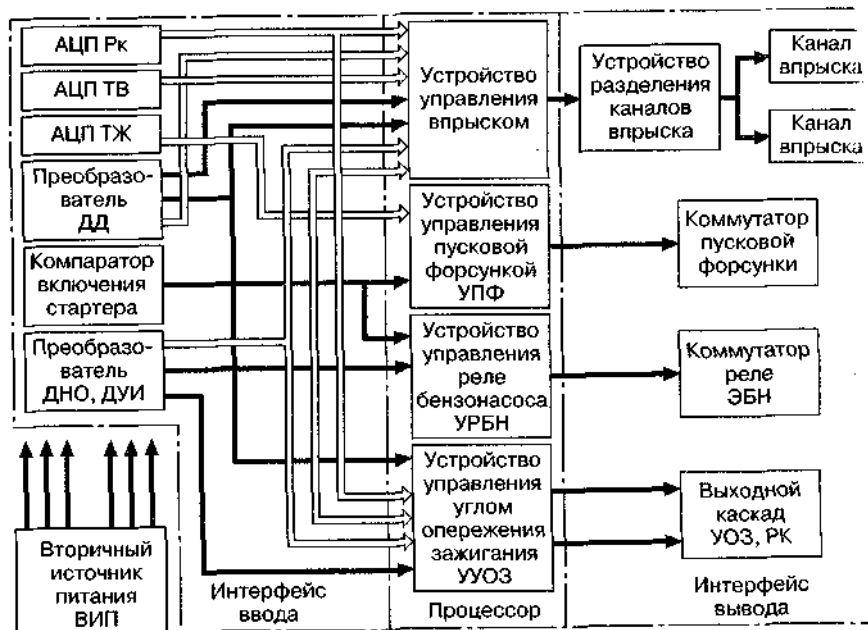 АЦП Рк
АЦП ТВ
АЦП ТЖ
Преобразо-
ватель
ДД
Компаратор
включения
стартера
Преобразо-
ватель
ДНО, ДУИ
Вторичный
источник
питания
ВИП
Интерфейс
ввода
Устройство
управления
впрыском
Устройство
управления
пусковой
форсункой
УПФ
Устройство
управления
реле
бензонасоса
УРБН
Устройство
управления
углом
опережения
зажигания
УУОЗ
Процессор
Устройство
разделения
каналов
впрыска
Канал
впрыска
Канал
впрыска
Коммутатор
пусковой
форсунки
Коммутатор
реле
ЭБН
Выходной
каскад
УОЗ, РК
Интерфейс
вывода